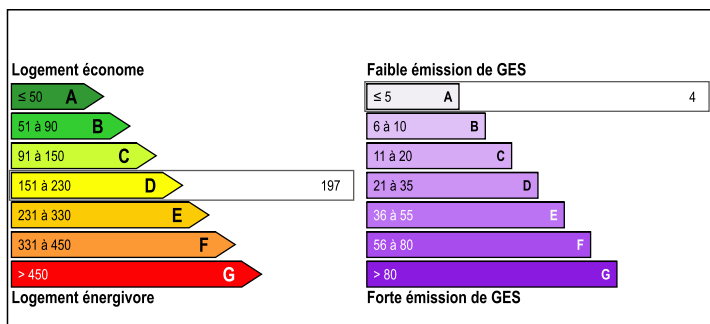 Logement économe
≤ 50 A
51 à 90 B
91 à 150 C
151 à 230 D 197
231 à 330 E
331 à 450 F
> 450 G
Logement énergivore
Faible émission de GES
≤ 5 A 4
6 à 10 B
11 à 20 C
21 à 35 D
36 à 55 E
56 à 80 F
> 80 G
Forte émission de GES